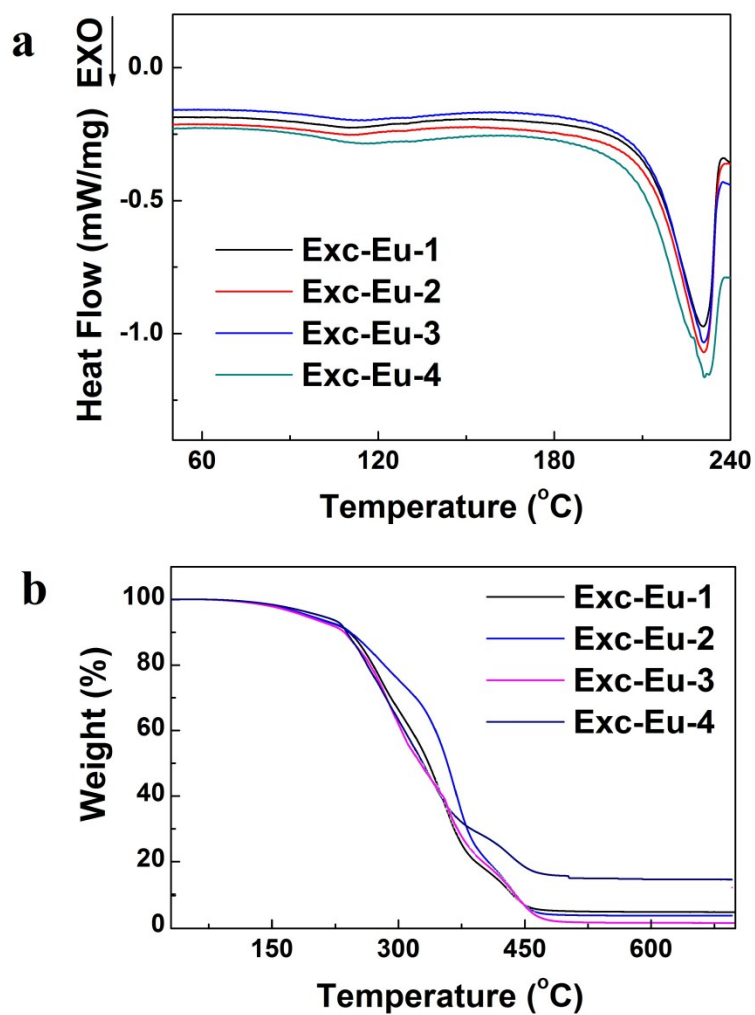 a
EXO
Heat Flow (mW/mg)
0.0
-0.5
-1.0
Exc-Eu-1
Exc-Eu-2
Exc-Eu-3
Exc-Eu-4
60 120 180 240
Temperature (°C)
b
Weight (%)
100
80
60
40
20
0
Exc-Eu-1
Exc-Eu-2
Exc-Eu-3
Exc-Eu-4
150 300 450 600
Temperature (°C)